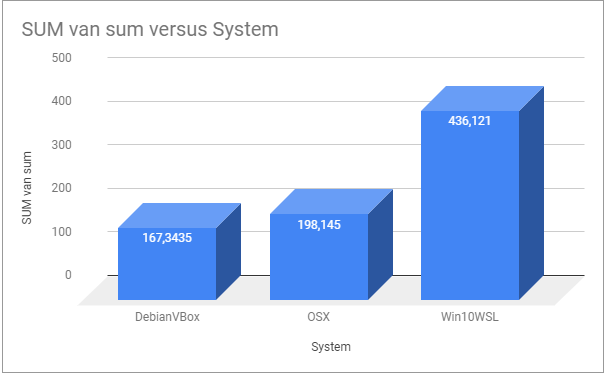 SUM van sum versus System
500
400
300
200
100
0
SUM van sum
167,3435
198,145
436,121
DebianVBox
OSX
Win10WSL
System